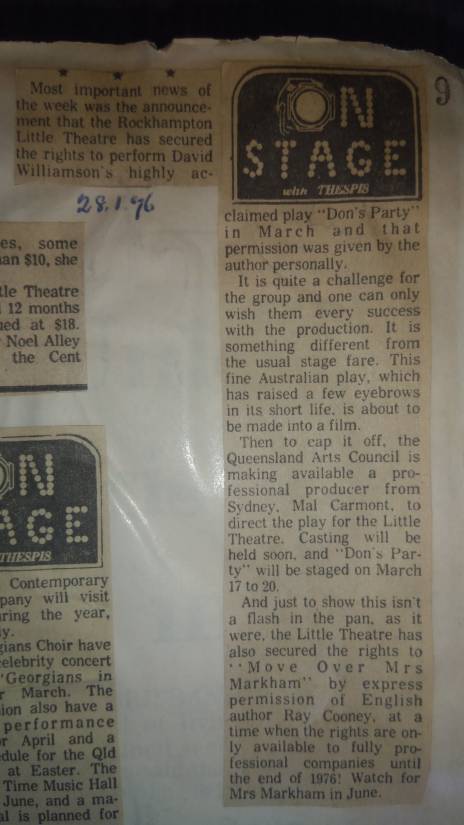 9
Most important news of
the week was the announce-
ment that the Rockhampton
Little Theatre has secured
the rights to perform David
Williamson's highly ac-
28.1.76
ON
STAGE
with THESPIS
claimed play "Don's Party"
in March and that
permission was given by the
author personally.
It is quite a challenge for
the group and one can only
wish them every success
with the production. It is
something different from
the usual stage fare. This
fine Australian play, which
has raised a few eyebrows
in its short life, is about to
be made into a film.
Then to cap it off, the
Queensland Arts Council is
making available a pro-
fessional producer from
Sydney, Mal Carmont, to
direct the play for the Little
Theatre. Casting will be
held soon, and "Don's Par-
ty" will be staged on March
17 to 20.
And just to show this isn't
a flash in the pan, as it
were, the Little Theatre has
also secured the rights to
"Move Over Mrs
Markham" by express
permission of English
author Ray Cooney, at a
time when the rights are on-
ly available to fully pro-
fessional companies until
the end of 1976! Watch for
Mrs Markham in June.
es, some
an $10, she
tle Theatre
12 months
ed at $18.
Noel Alley
the Cent
ON
AGE
THESPIS
Contemporary
pany will visit
ring the year,
ly.
gians Choir have
celebrity concert
'Georgians in
r March. The
ion also have a
performance
or April and a
edule for the Qld
at Easter. The
Time Music Hall
June, and a ma-
al is planned for